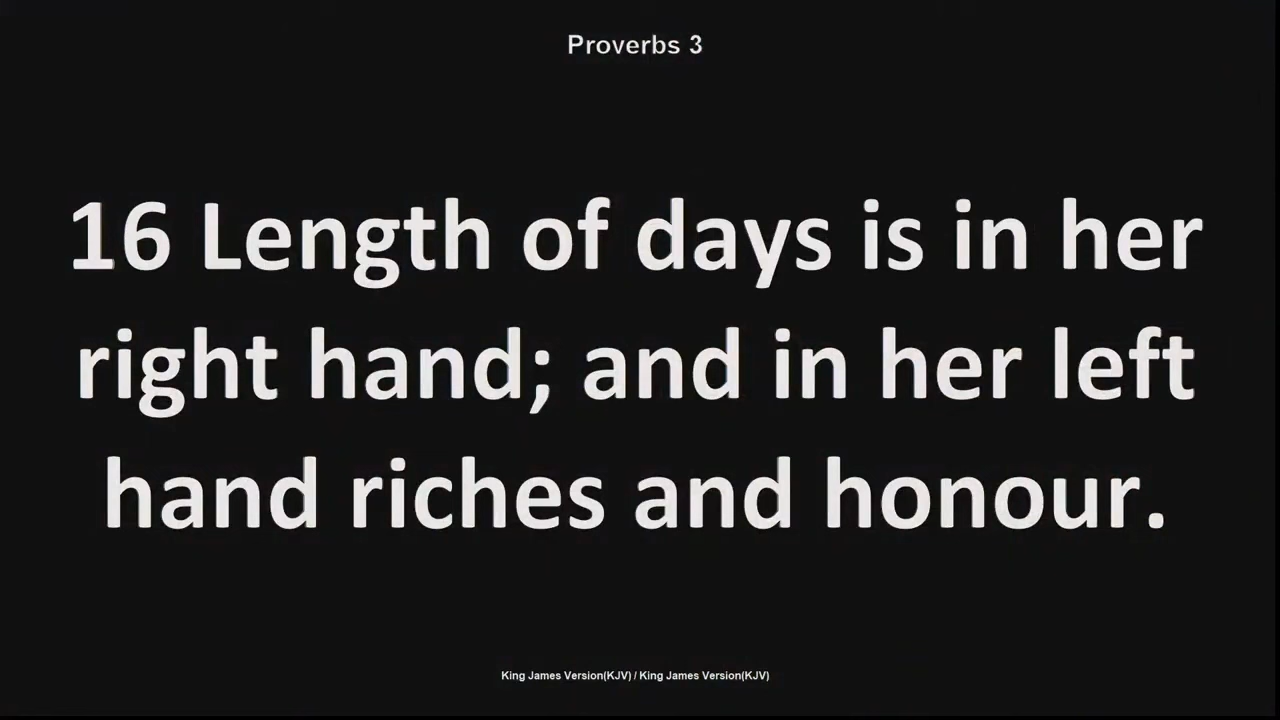 Proverbs 3
16 Length of days is in her
right hand; and in her left
hand riches and honour.
King James Version(KJV) / King James Version(KJV)